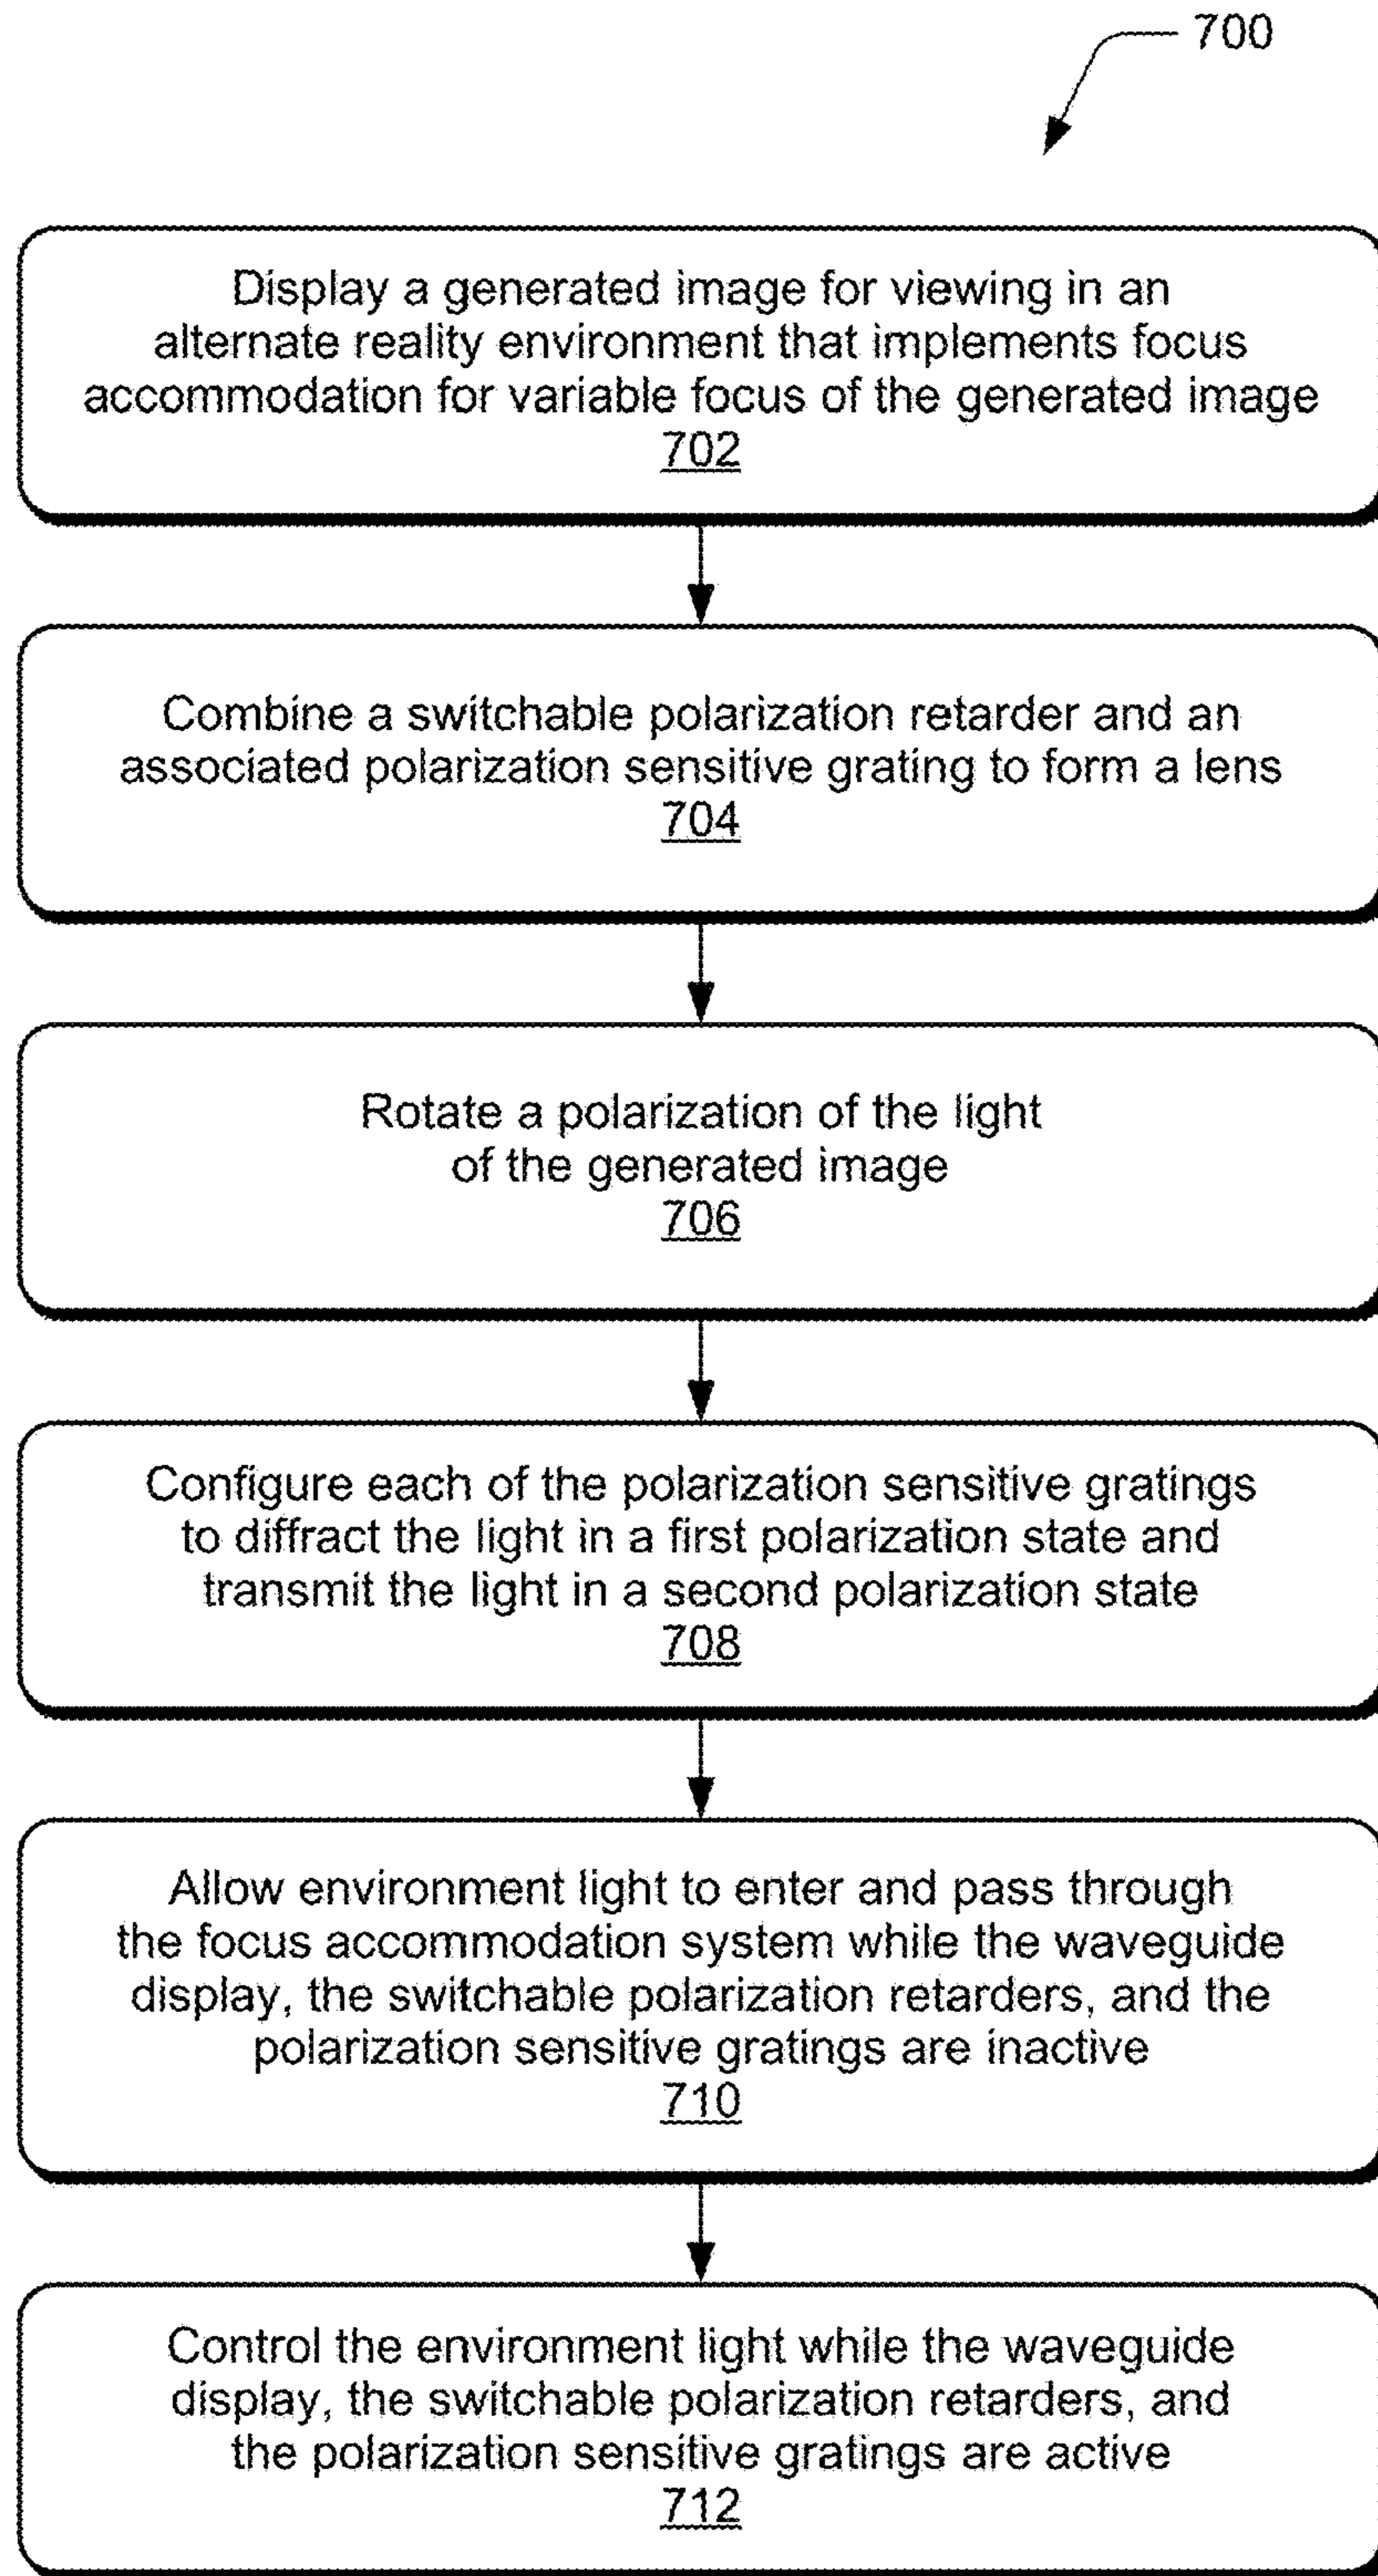 700
Display a generated image for viewing in an
alternate reality environment that implements focus
accommodation for variable focus of the generated image
702
Combine a switchable polarization retarder and an
associated polarization sensitive grating to form a lens
704
Rotate a polarization of the light
of the generated image
706
Configure each of the polarization sensitive gratings
to diffract the light in a first polarization state and
transmit the light in a second polarization state
708
Allow environment light to enter and pass through
the focus accommodation system while the waveguide
display, the switchable polarization retarders, and the
polarization sensitive gratings are inactive
710
Control the environment light while the waveguide
display, the switchable polarization retarders, and
the polarization sensitive gratings are active
712